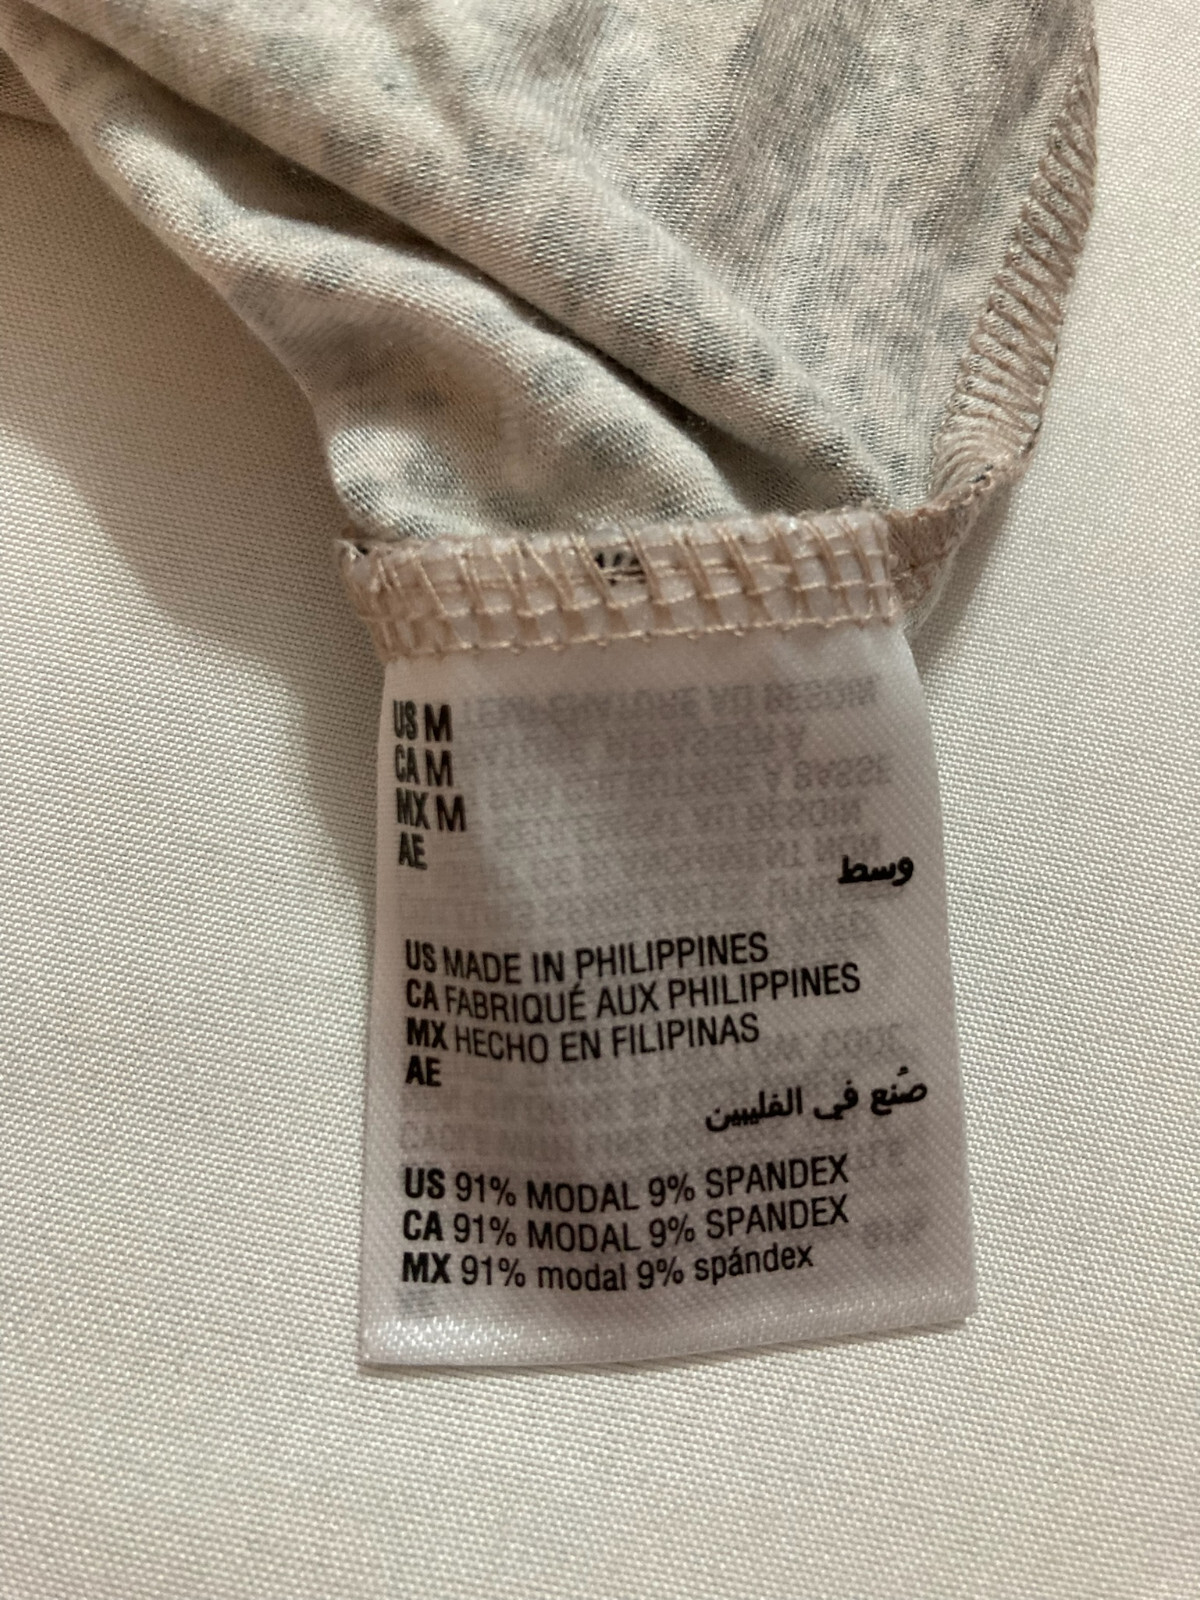 US M
CA M
MX M
AE
وسط
US MADE IN PHILIPPINES
CA FABRIQUÉ AUX PHILIPPINES
MX HECHO EN FILIPINAS
AE
صُنع في الفليبين
US 91% MODAL 9% SPANDEX
CA 91% MODAL 9% SPANDEX
MX 91% modal 9% spándex